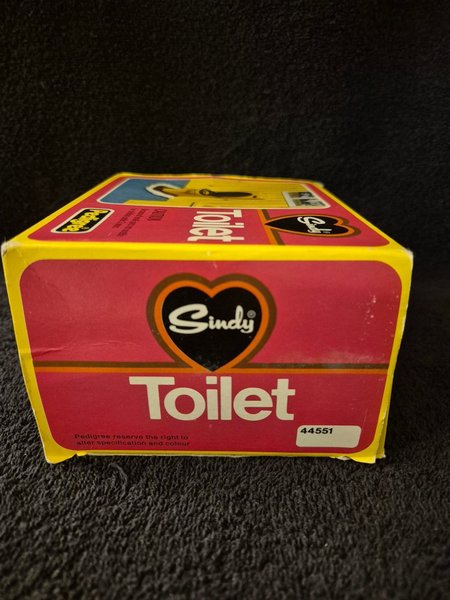 Pedigree
Toilet
Sindy
Sindy®
Toilet
Pedigree reserve the right to
alter specification and colour
44551